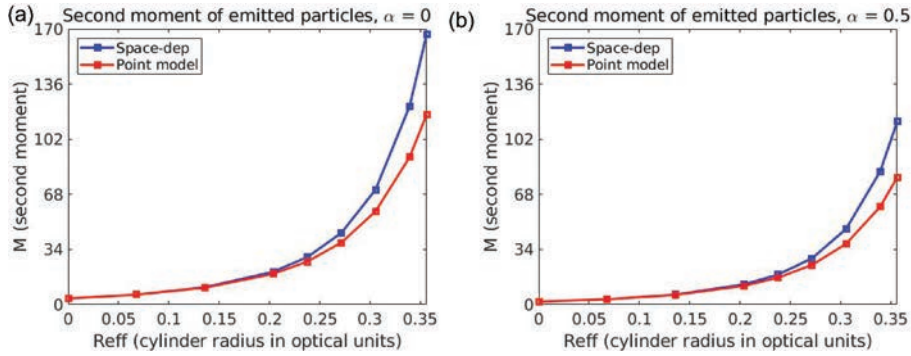 (a)
Second moment of emitted particles, α = 0
170
136
102
68
34
0
M (second moment)
Space-dep
Point model
0 0.05 0.1 0.15 0.2 0.25 0.3 0.35
Reff (cylinder radius in optical units)
(b)
Second moment of emitted particles, α = 0.5
170
136
102
68
34
0
M (second moment)
Space-dep
Point model
0 0.05 0.1 0.15 0.2 0.25 0.3 0.35
Reff (cylinder radius in optical units)